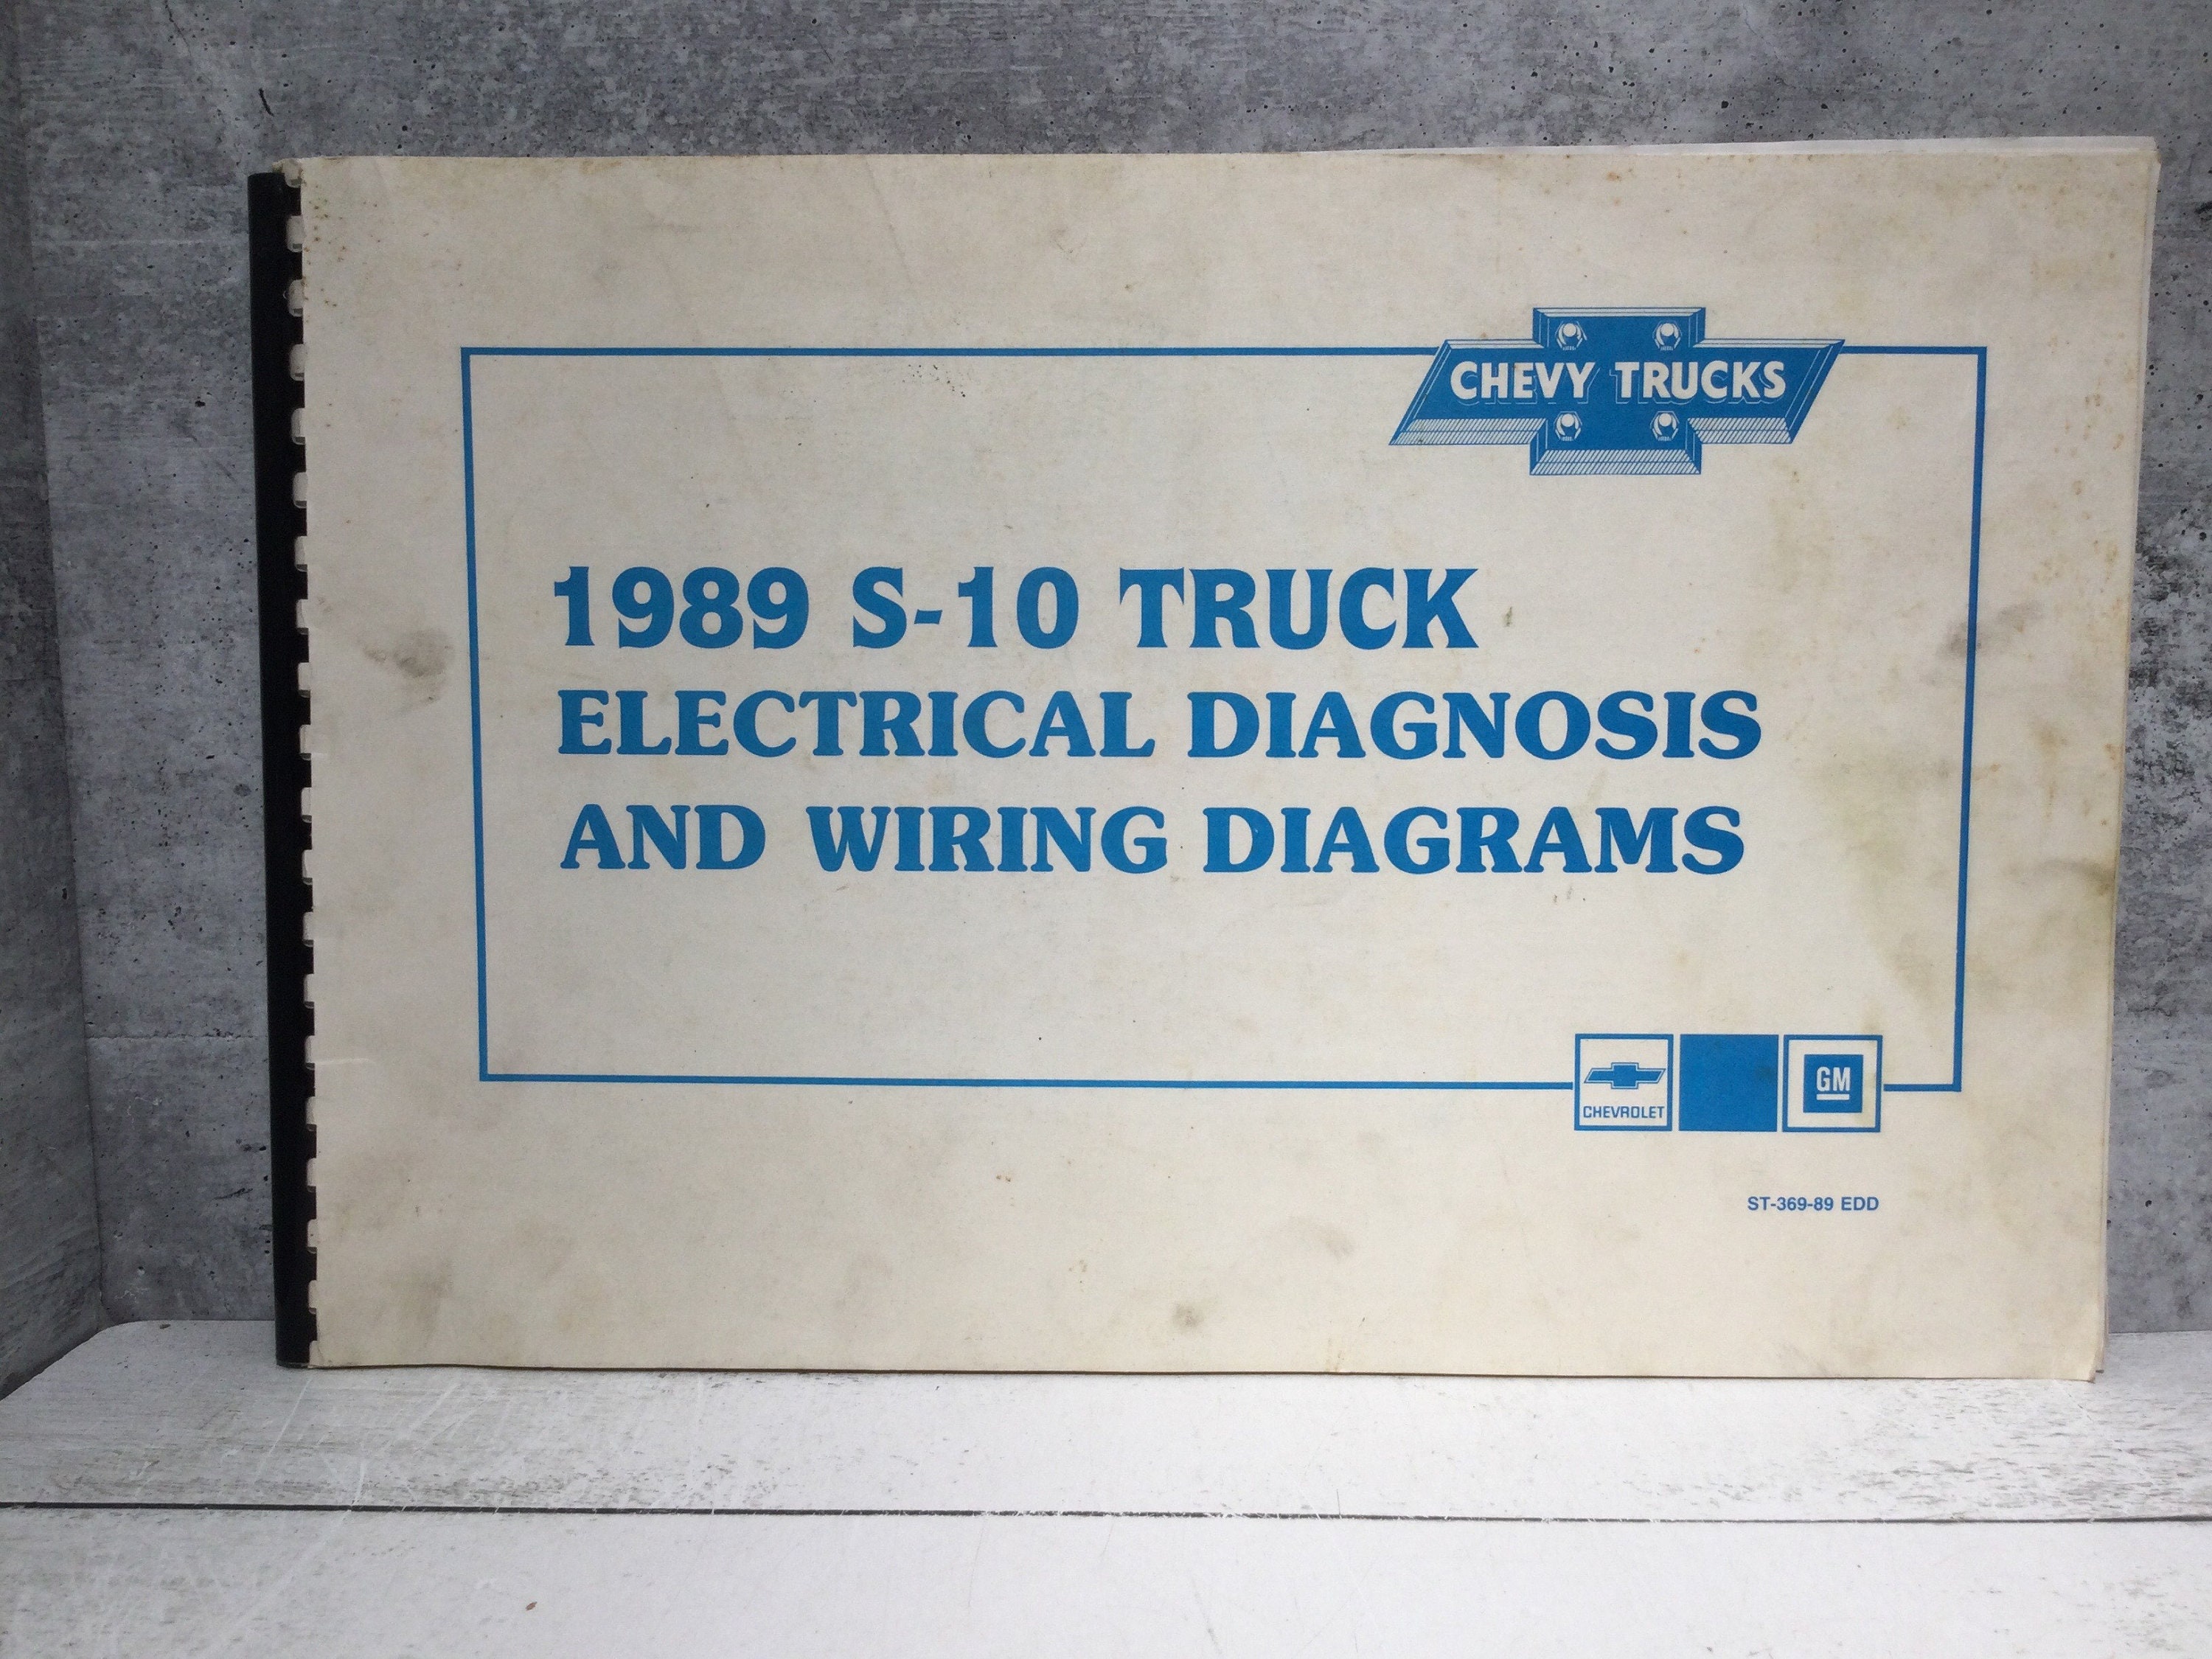 CHEVY TRUCKS
1989 S-10 TRUCK
ELECTRICAL DIAGNOSIS
AND WIRING DIAGRAMS
CHEVROLET
GM
ST-369-89 EDD